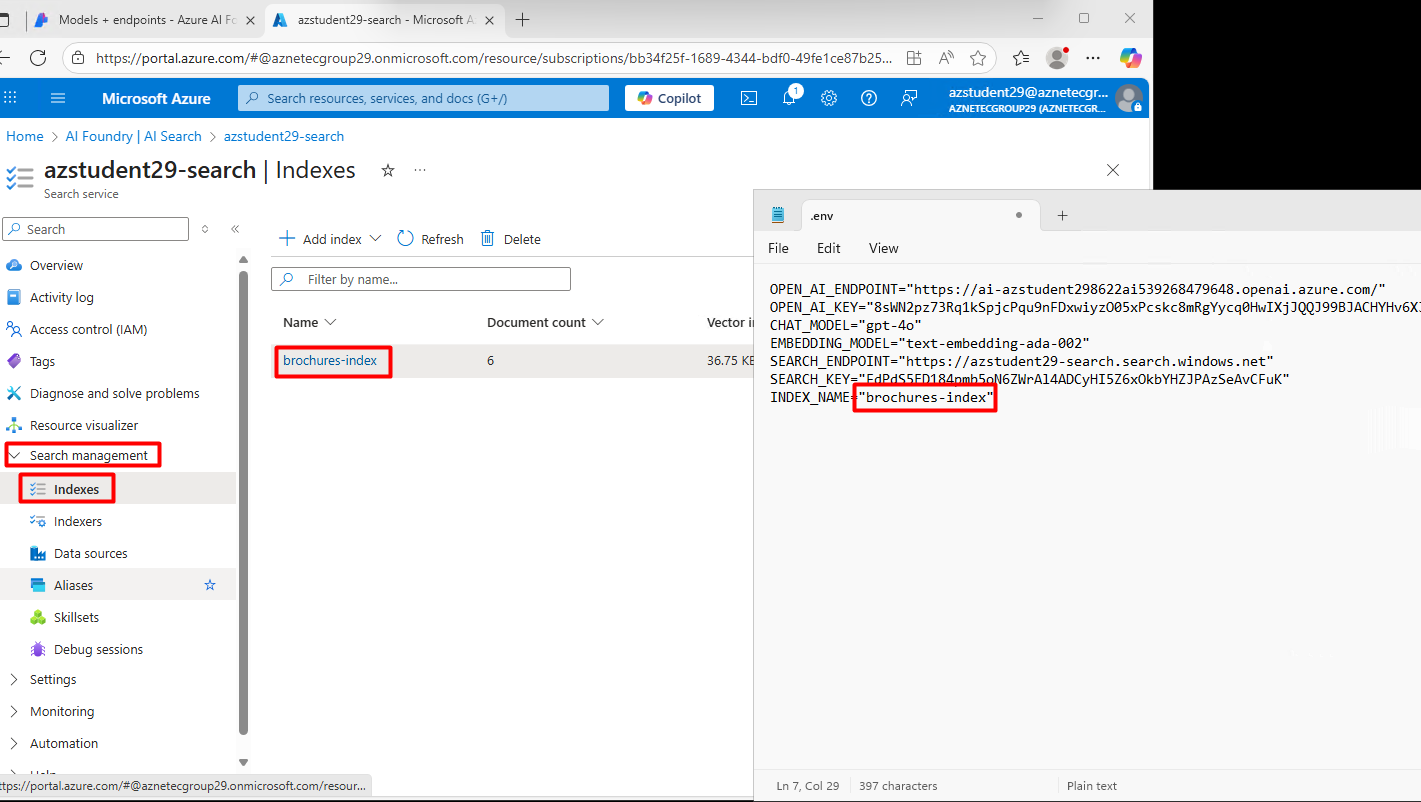 Models + endpoints - Azure AI Fo
azstudent29-search - Microsoft A
https://portal.azure.com/#@aznetecgroup29.onmicrosoft.com/resource/subscriptions/bb34f25f-1689-4344-bdf0-49fe1ce87b25...
Microsoft Azure
Search resources, services, and docs (G+/)
Copilot
1
azstudent29@aznetecgr...
AZNETECGROUP29 (AZNETECGR...
Home > AI Foundry | AI Search > azstudent29-search
azstudent29-search | Indexes
Search service
Search
Overview
Activity log
Access control (IAM)
Tags
Diagnose and solve problems
Resource visualizer
Search management
Indexes
Indexers
Data sources
Aliases
Skillsets
Debug sessions
Settings
Monitoring
Automation
Add index
Refresh
Delete
Filter by name...
Name
Document count
Vector
brochures-index
6
36.75
.env
File
Edit
View
OPEN_AI_ENDPOINT="https://ai-azstudent298622ai539268479648.openai.azure.com/"
OPEN_AI_KEY=
CHAT_MODEL="gpt-4o"
EMBEDDING_MODEL="text-embedding-ada-002"
SEARCH_ENDPOINT="https://azstudent29-search.search.windows.net"
SEARCH_KEY=
INDEX_NAME="brochures-index"
ttps://portal.azure.com/#@aznetecgroup29.onmicrosoft.com/resour...
Ln 7, Col 29
397 characters
Plain text